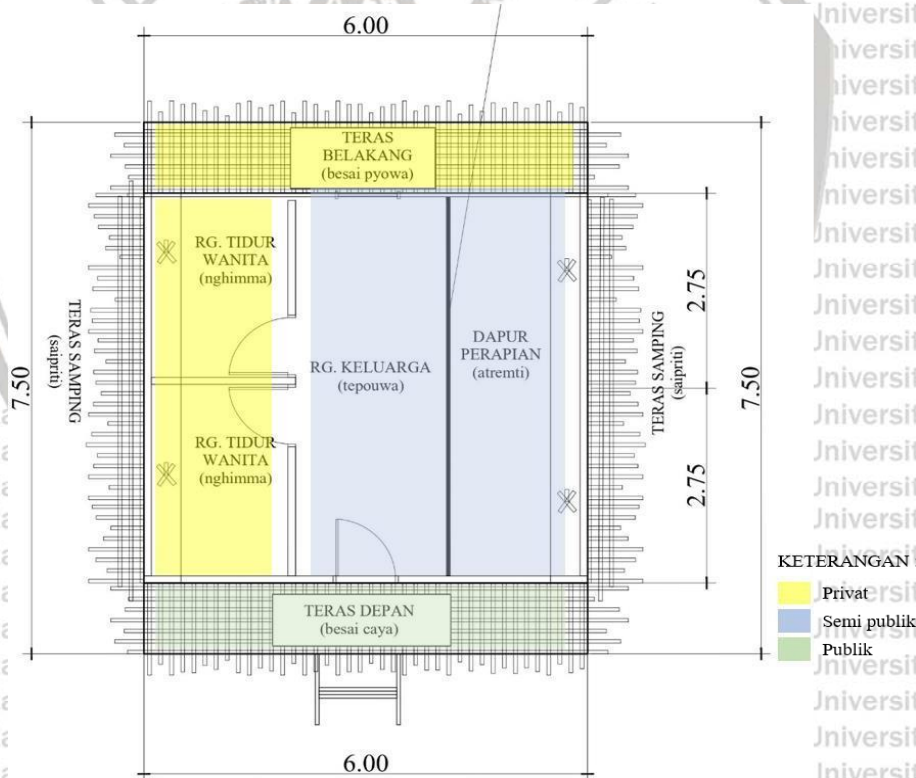 6.00
TERAS
BELAKANG
(besai pyowa)
RG. TIDUR
WANITA
(nghimma)
2.75
TERAS SAMPING
(saipriti)
7.50
RG. KELUARGA
(tepouwa)
DAPUR
PERAPIAN
(atremti)
TERAS SAMPING
(saipriti)
7.50
RG. TIDUR
WANITA
(nghimma)
2.75
TERAS DEPAN
(besai caya)
6.00
KETERANGAN
Privat
Semi publik
Publik